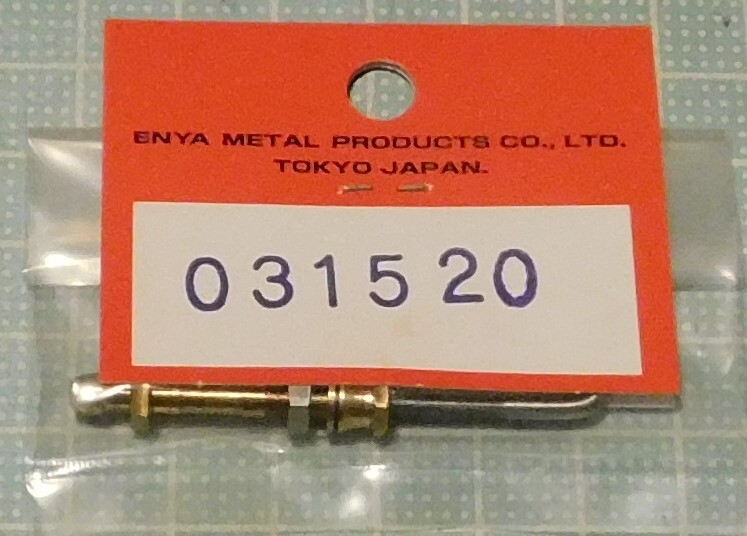 ENYA METAL PRODUCTS CO., LTD.
TOKYO JAPAN.
031520